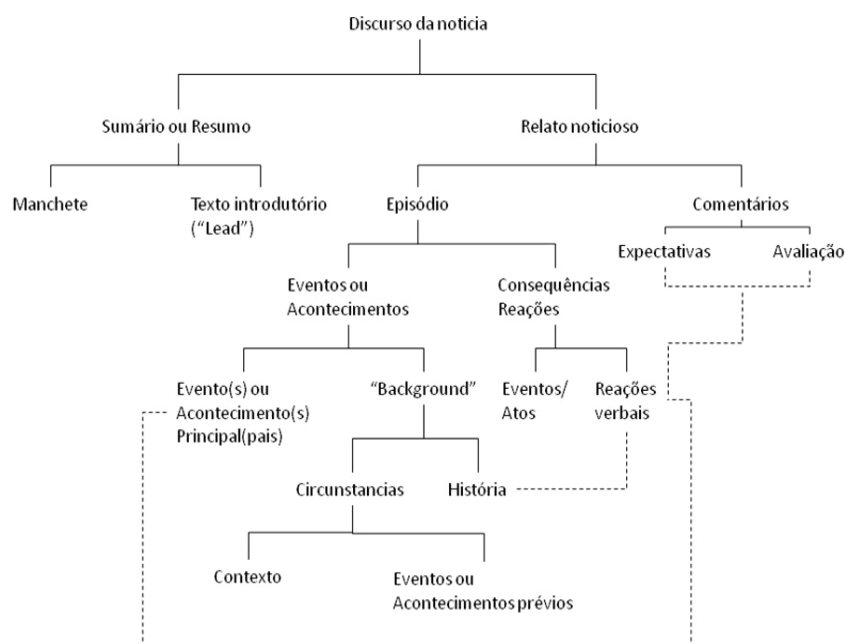 Discurso da noticia
Sumário ou Resumo
Relato noticioso
Manchete
Texto introdutório
(“Lead”)
Episódio
Comentários
Expectativas
Avaliação
Eventos ou
Acontecimentos
Consequências
Reações
Evento(s) ou
Acontecimento(s)
Principal(pais)
“Background”
Eventos/
Atos
Reações
verbais
Circunstancias
História
Contexto
Eventos ou
Acontecimentos prévios